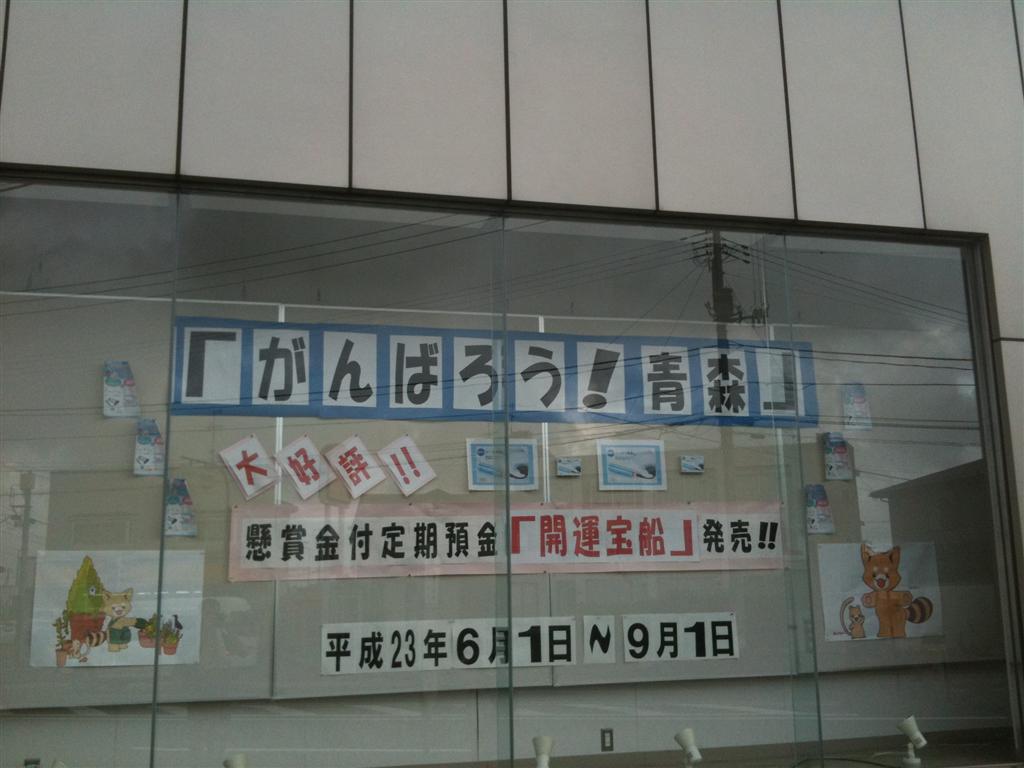 「がんばろう!青森」
大好評!!
懸賞金付定期預金「開運宝船」発売!!
平成23年6月1日~9月1日